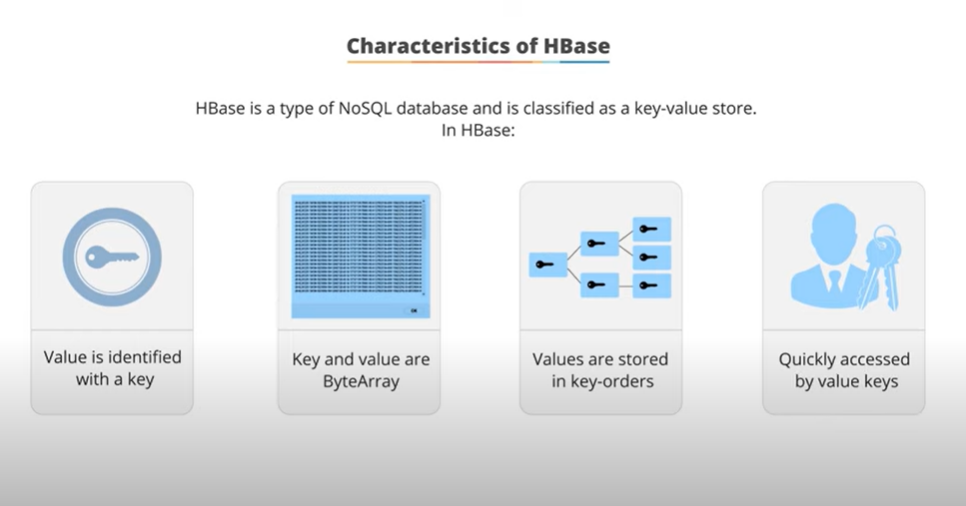 Characteristics of HBase
HBase is a type of NoSQL database and is classified as a key-value store.
In HBase:
Value is identified
with a key
OK
Key and value are
ByteArray
Values are stored
in key-orders
Quickly accessed
by value keys